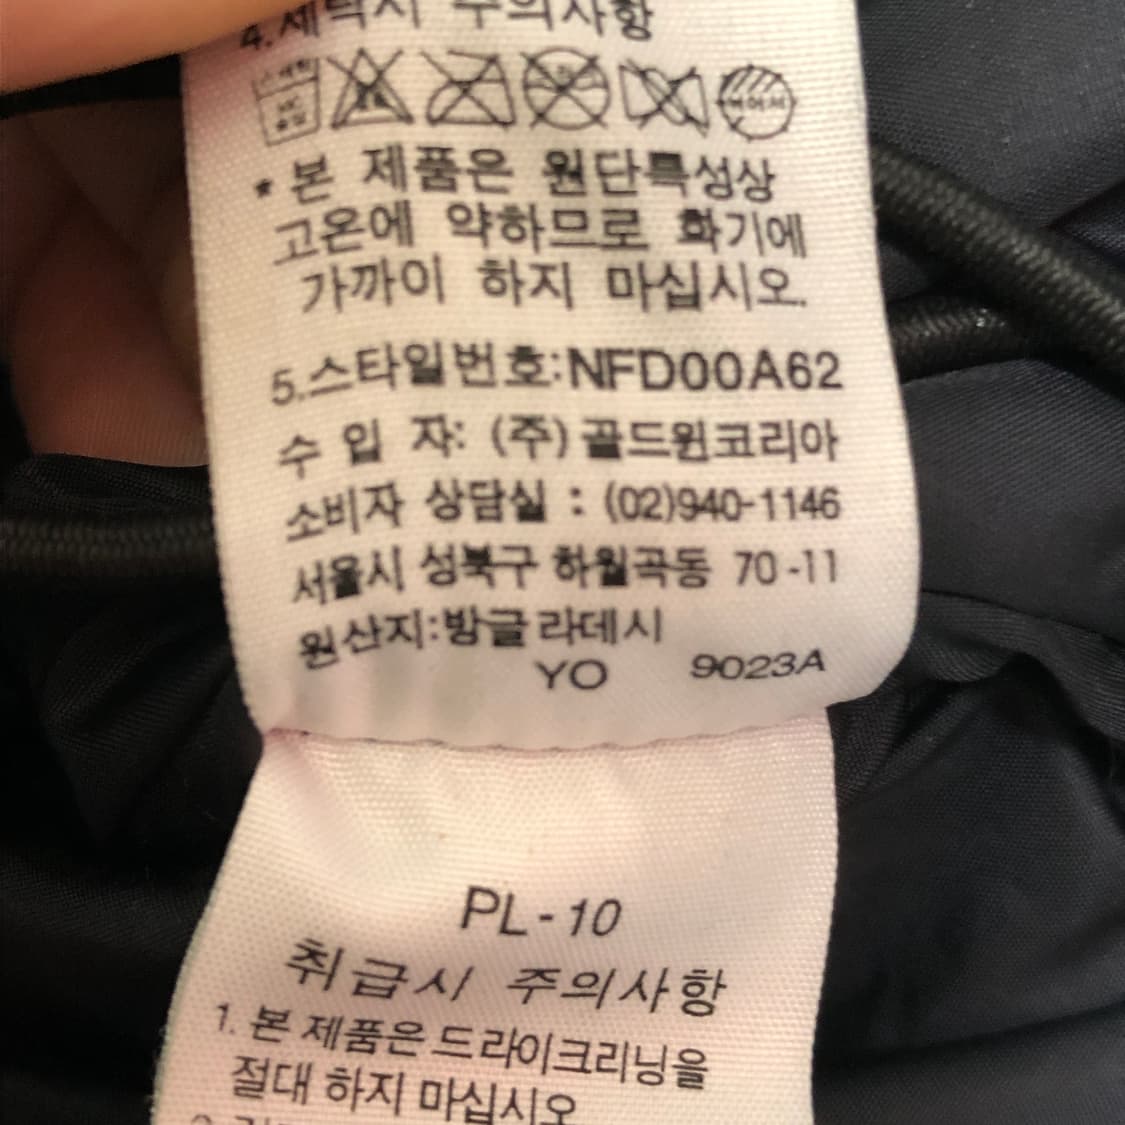 4.세탁시 주의사항
* 본 제품은 원단특성상
고온에 약하므로 화기에
가까이 하지 마십시오.
5.스타일번호:NFD00A62
수 입 자: (주)골드윈코리아
소비자 상담실 : (02)940-1146
서울시 성북구 하월곡동 70-11
원산지:방글라데시
YO 9023A
PL-10
취급시 주의사항
1. 본 제품은 드라이크리닝을
절대 하지 마십시오